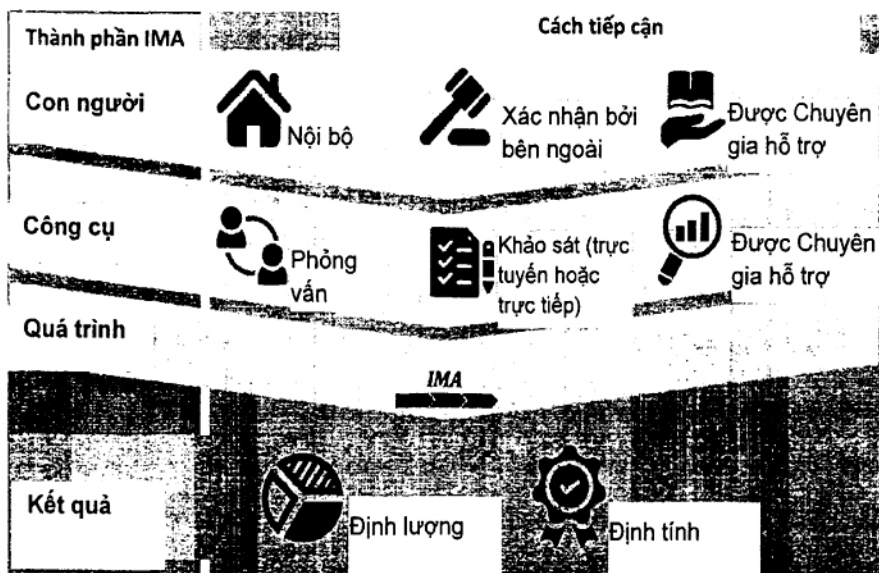 Thành phần IMA
Cách tiếp cận
Con người
Nội bộ
Xác nhận bởi
bên ngoài
Được Chuyên
gia hỗ trợ
Công cụ
Phỏng
vấn
Khảo sát (trực
tuyến hoặc
trực tiếp)
Được Chuyên
gia hỗ trợ
Quá trình
IMA
Kết quả
Định lượng
Định tính